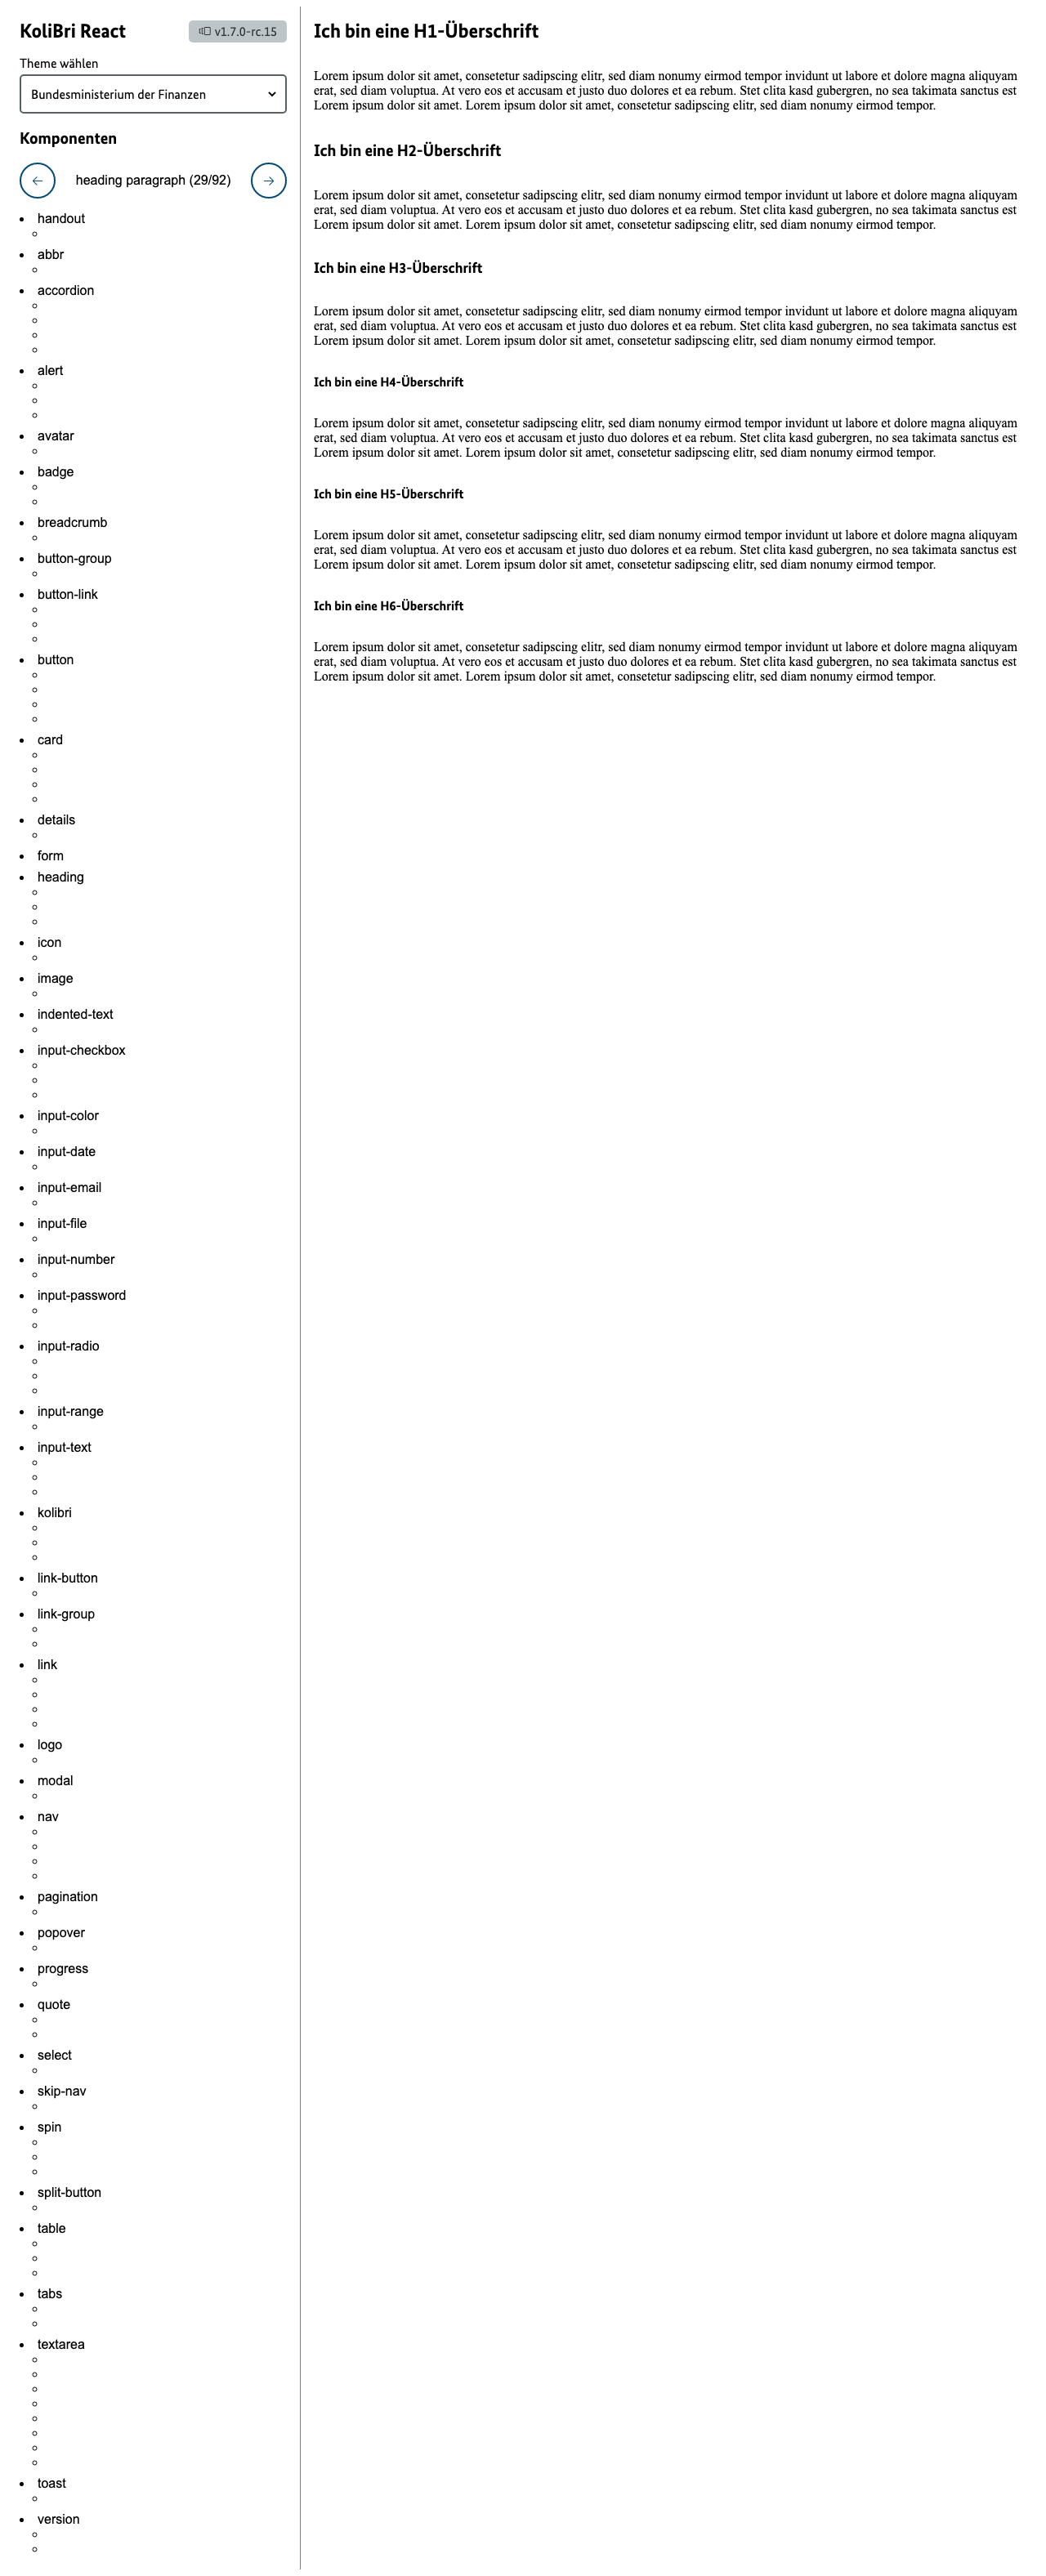 KoliBri React
v1.7.0-rc.15
Theme wählen
Bundesministerium der Finanzen
Komponenten
heading paragraph (29/92)
handout
abbr
accordion
alert
avatar
badge
breadcrumb
button-group
button-link
button
card
details
form
heading
icon
image
indented-text
input-checkbox
input-color
input-date
input-email
input-file
input-number
input-password
input-radio
input-range
input-text
kolibri
link-button
link-group
link
logo
modal
nav
pagination
popover
progress
quote
select
skip-nav
spin
split-button
table
tabs
textarea
toast
version
Ich bin eine H1-Überschrift
Lorem ipsum dolor sit amet, consetetur sadipscing elitr, sed diam nonumy eirmod tempor invidunt ut labore et dolore magna aliquyam
erat, sed diam voluptua. At vero eos et accusam et justo duo dolores et ea rebum. Stet clita kasd gubergren, no sea takimata sanctus est
Lorem ipsum dolor sit amet. Lorem ipsum dolor sit amet, consetetur sadipscing elitr, sed diam nonumy eirmod tempor.
Ich bin eine H2-Überschrift
Lorem ipsum dolor sit amet, consetetur sadipscing elitr, sed diam nonumy eirmod tempor invidunt ut labore et dolore magna aliquyam
erat, sed diam voluptua. At vero eos et accusam et justo duo dolores et ea rebum. Stet clita kasd gubergren, no sea takimata sanctus est
Lorem ipsum dolor sit amet. Lorem ipsum dolor sit amet, consetetur sadipscing elitr, sed diam nonumy eirmod tempor.
Ich bin eine H3-Überschrift
Lorem ipsum dolor sit amet, consetetur sadipscing elitr, sed diam nonumy eirmod tempor invidunt ut labore et dolore magna aliquyam
erat, sed diam voluptua. At vero eos et accusam et justo duo dolores et ea rebum. Stet clita kasd gubergren, no sea takimata sanctus est
Lorem ipsum dolor sit amet. Lorem ipsum dolor sit amet, consetetur sadipscing elitr, sed diam nonumy eirmod tempor.
Ich bin eine H4-Überschrift
Lorem ipsum dolor sit amet, consetetur sadipscing elitr, sed diam nonumy eirmod tempor invidunt ut labore et dolore magna aliquyam
erat, sed diam voluptua. At vero eos et accusam et justo duo dolores et ea rebum. Stet clita kasd gubergren, no sea takimata sanctus est
Lorem ipsum dolor sit amet. Lorem ipsum dolor sit amet, consetetur sadipscing elitr, sed diam nonumy eirmod tempor.
Ich bin eine H5-Überschrift
Lorem ipsum dolor sit amet, consetetur sadipscing elitr, sed diam nonumy eirmod tempor invidunt ut labore et dolore magna aliquyam
erat, sed diam voluptua. At vero eos et accusam et justo duo dolores et ea rebum. Stet clita kasd gubergren, no sea takimata sanctus est
Lorem ipsum dolor sit amet. Lorem ipsum dolor sit amet, consetetur sadipscing elitr, sed diam nonumy eirmod tempor.
Ich bin eine H6-Überschrift
Lorem ipsum dolor sit amet, consetetur sadipscing elitr, sed diam nonumy eirmod tempor invidunt ut labore et dolore magna aliquyam
erat, sed diam voluptua. At vero eos et accusam et justo duo dolores et ea rebum. Stet clita kasd gubergren, no sea takimata sanctus est
Lorem ipsum dolor sit amet. Lorem ipsum dolor sit amet, consetetur sadipscing elitr, sed diam nonumy eirmod tempor.